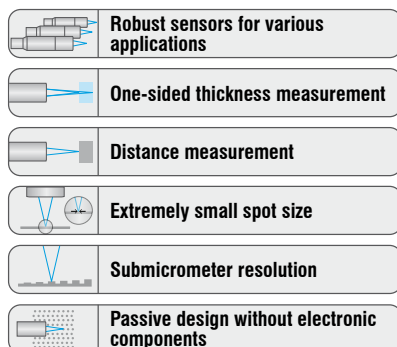 Robust sensors for various
applications
One-sided thickness measurement
Distance measurement
Extremely small spot size
Submicrometer resolution
Passive design without electronic
components